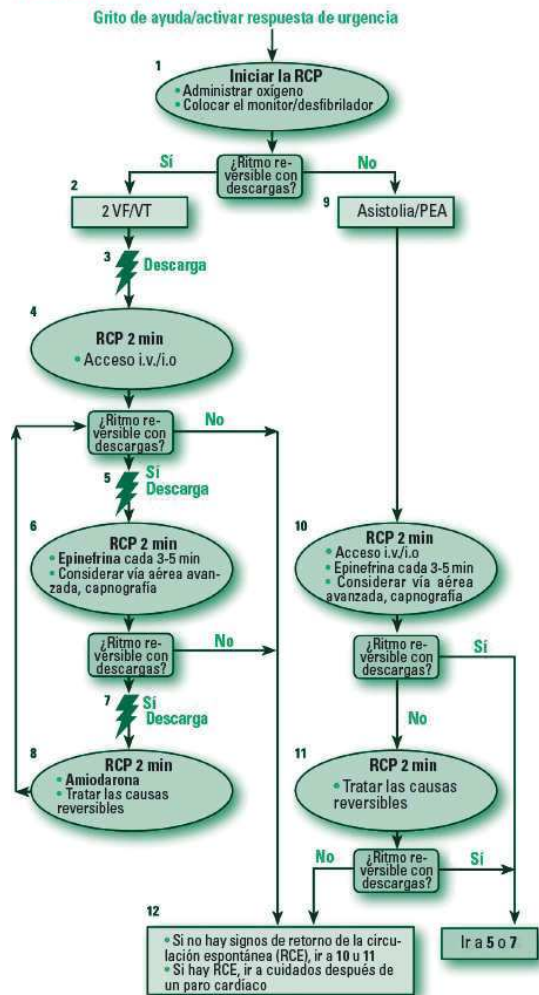 Grito de ayuda/activar respuesta de urgencia
1
Iniciar la RCP
• Administrar oxígeno
• Colocar el monitor/desfibrilador
Sí
¿Ritmo re-
versible con
descargas?
No
2
2 VF/VT
9
Asistolia/PEA
3
Descarga
4
RCP 2 min
• Acceso i.v./i.o
¿Ritmo re-
versible con
descargas?
No
5
Sí
Descarga
6
RCP 2 min
• Epinefrina cada 3-5 min
• Considerar vía aérea avan-
zada, capnografía
10
RCP 2 min
• Acceso i.v./i.o
• Epinefrina cada 3-5 min
• Considerar vía aérea
avanzada, capnografía
¿Ritmo re-
versible con
descargas?
No
¿Ritmo re-
versible con
descargas?
Sí
7
Sí
Descarga
No
8
RCP 2 min
• Amiodarona
• Tratar las causas
reversibles
11
RCP 2 min
• Tratar las causas
reversibles
No
¿Ritmo re-
versible con
descargas?
Sí
12
• Si no hay signos de retorno de la circu-
lación espontánea (RCE), ir a 10 u 11
• Si hay RCE, ir a cuidados después de
un paro cardíaco
Ir a 5 o 7